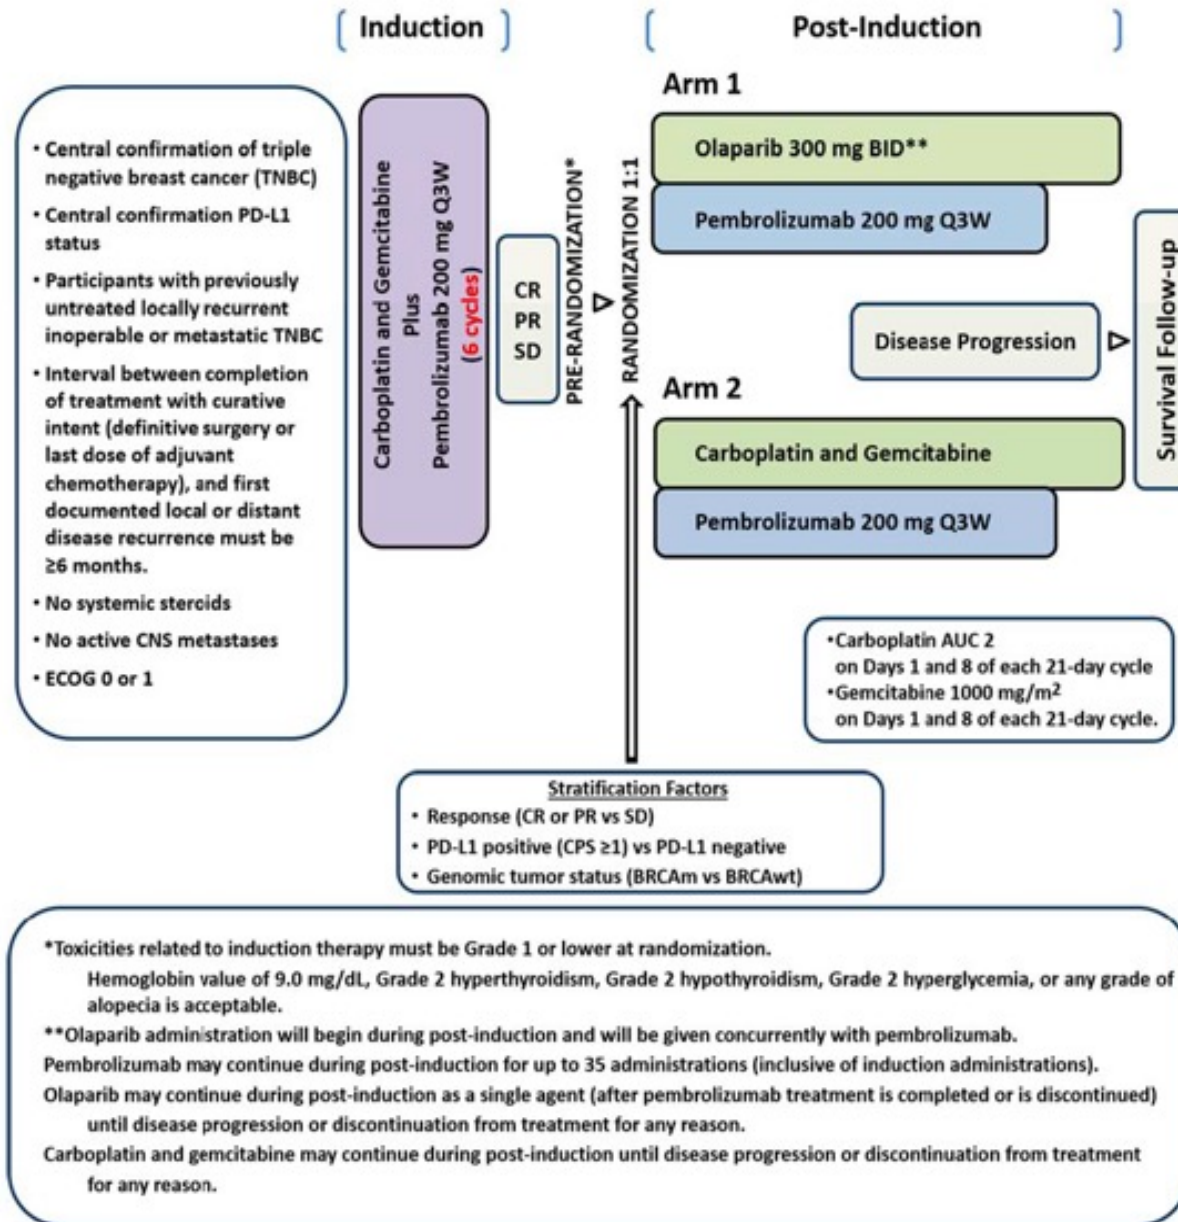 Induction
Post-Induction
• Central confirmation of triple
negative breast cancer (TNBC)
• Central confirmation PD-L1
status
• Participants with previously
untreated locally recurrent
inoperable or metastatic TNBC
• Interval between completion
of treatment with curative
intent (definitive surgery or
last dose of adjuvant
chemotherapy), and first
documented local or distant
disease recurrence must be
≥6 months.
• No systemic steroids
• No active CNS metastases
• ECOG 0 or 1
Carboplatin and Gemcitabine
Plus
Pembrolizumab 200 mg Q3W
(6 cycles)
CR
PR
SD
PRE-RANDOMIZATION*
RANDOMIZATION 1:1
Arm 1
Olaparib 300 mg BID**
Pembrolizumab 200 mg Q3W
Disease Progression
Survival Follow-up
Arm 2
Carboplatin and Gemcitabine
Pembrolizumab 200 mg Q3W
•Carboplatin AUC 2
on Days 1 and 8 of each 21-day cycle
•Gemcitabine 1000 mg/m²
on Days 1 and 8 of each 21-day cycle.
Stratification Factors
• Response (CR or PR vs SD)
• PD-L1 positive (CPS ≥1) vs PD-L1 negative
• Genomic tumor status (BRCAm vs BRCAwt)
*Toxicities related to induction therapy must be Grade 1 or lower at randomization.
Hemoglobin value of 9.0 mg/dL, Grade 2 hyperthyroidism, Grade 2 hypothyroidism, Grade 2 hyperglycemia, or any grade of
alopecia is acceptable.
**Olaparib administration will begin during post-induction and will be given concurrently with pembrolizumab.
Pembrolizumab may continue during post-induction for up to 35 administrations (inclusive of induction administrations).
Olaparib may continue during post-induction as a single agent (after pembrolizumab treatment is completed or is discontinued)
until disease progression or discontinuation from treatment for any reason.
Carboplatin and gemcitabine may continue during post-induction until disease progression or discontinuation from treatment
for any reason.